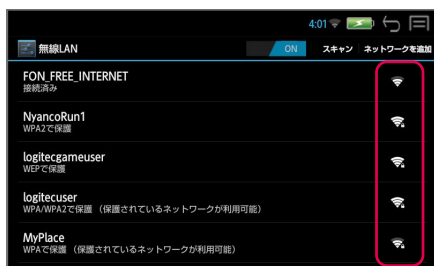 4:01
無線LAN ON スキャン ネットワークを追加
FON_FREE_INTERNET
接続済み
NyancoRun1
WPA2で保護
logitecgameuser
WEPで保護
logitecuser
WPA/WPA2で保護 (保護されているネットワークが利用可能)
MyPlace
WPAで保護 (保護されているネットワークが利用可能)